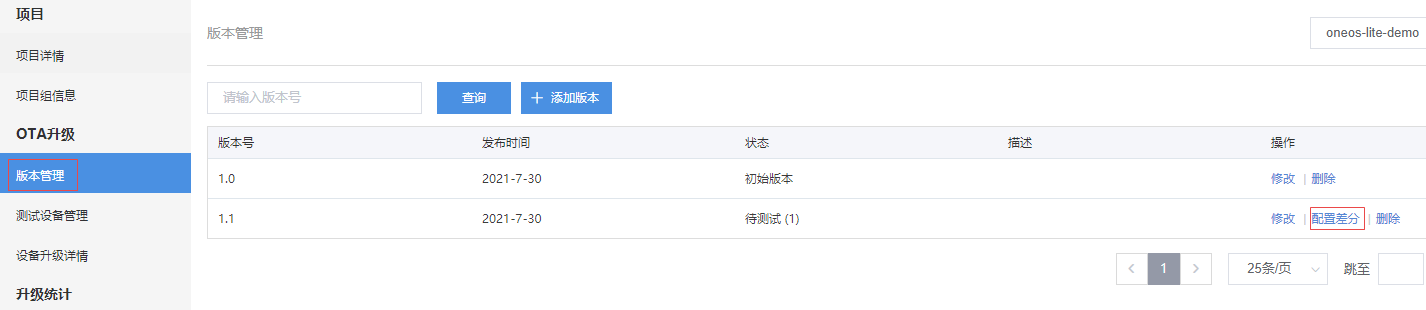 项目
项目详情
项目组信息
OTA升级
版本管理
测试设备管理
设备升级详情
升级统计
版本管理
oneos-lite-demo
请输入版本号 查询 + 添加版本
版本号 发布时间 状态 描述 操作
1.0 2021-7-30 初始版本 修改 | 删除
1.1 2021-7-30 待测试 (1) 修改 | 配置差分 | 删除
< 1 > 25条/页 跳至